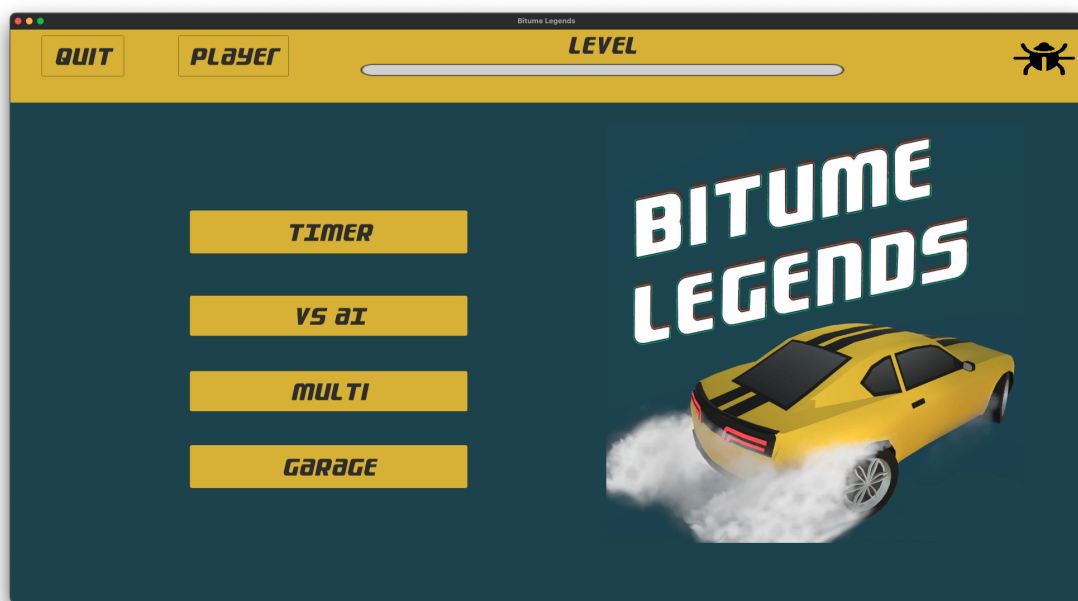 Bitume Legends
QUIT
PLAYER
LEVEL
TIMER
VS AI
MULTI
GARAGE
BITUME
LEGENDS